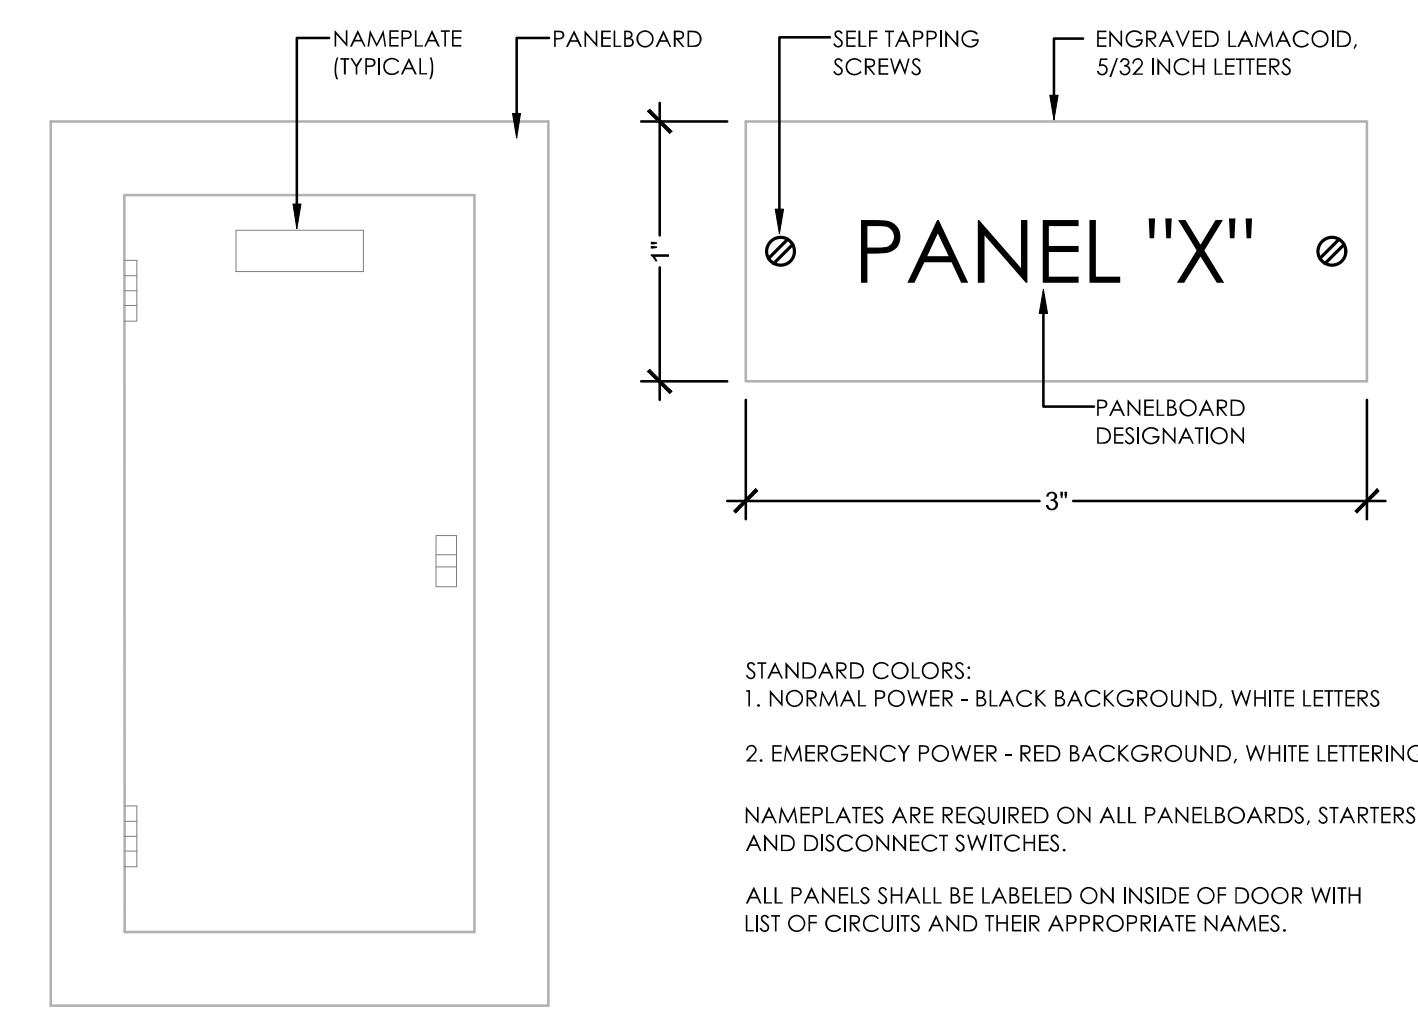 NAMEPLATE
(TYPICAL)
PANELBOARD
SELF TAPPING
SCREWS
ENGRAVED LAMACOID,
5/32 INCH LETTERS
1"
PANEL "X"
PANELBOARD
DESIGNATION
3"
STANDARD COLORS:
1. NORMAL POWER - BLACK BACKGROUND, WHITE LETTERS
2. EMERGENCY POWER - RED BACKGROUND, WHITE LETTERING
NAMEPLATES ARE REQUIRED ON ALL PANELBOARDS, STARTERS
AND DISCONNECT SWITCHES.
ALL PANELS SHALL BE LABELED ON INSIDE OF DOOR WITH
LIST OF CIRCUITS AND THEIR APPROPRIATE NAMES.